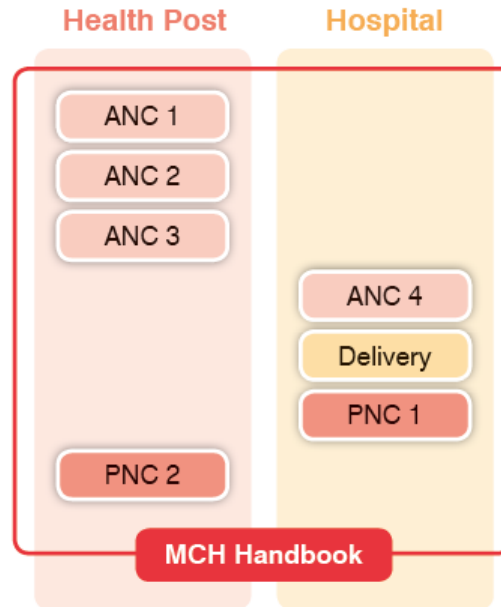 Health Post
Hospital
ANC 1
ANC 2
ANC 3
ANC 4
Delivery
PNC 1
PNC 2
MCH Handbook